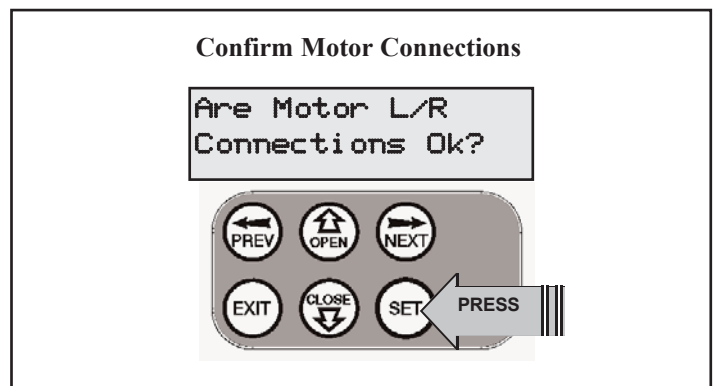 Confirm Motor Connections
Are Motor L/R
Connections Ok?
PREV
OPEN
NEXT
EXIT
CLOSE
SET
PRESS